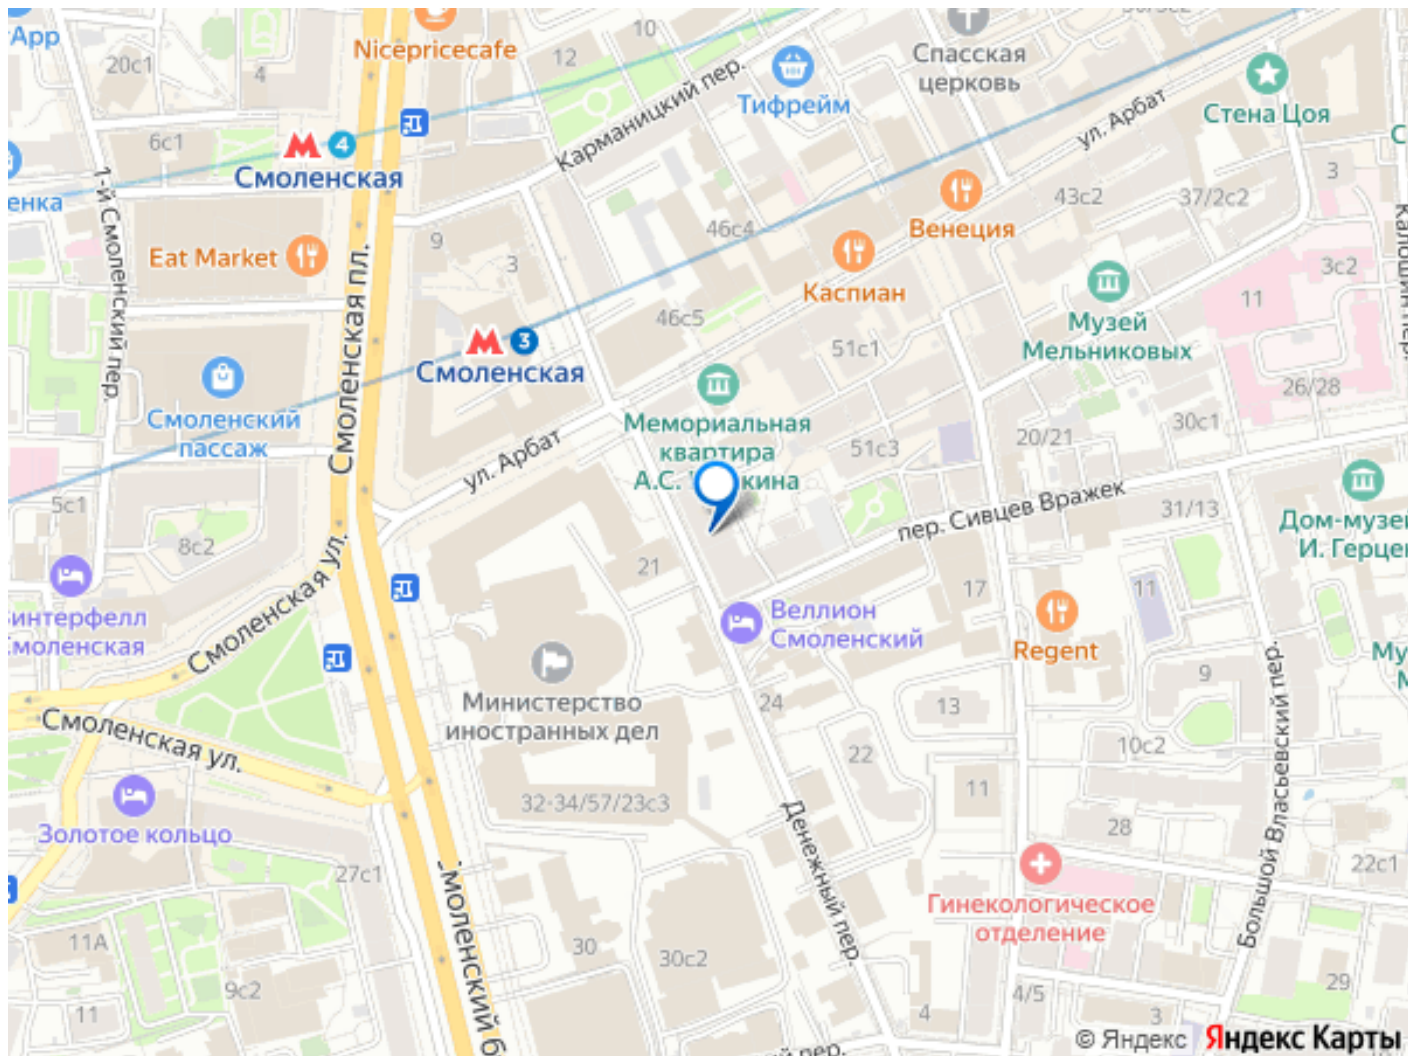 App
Nicepricecafe
10
12
20с1
4
Спасская
церковь
Тифрейм
Стена Цоя
ул. Арбат
Карманицкий пер.
6с1
4
Смоленская
1-й Смоленский пер.
3
37/2с2
43с2
Венеция
46с4
9
3
Eat Market
Смоленская пл.
Каспиан
3с2
11
Музей
Мельниковых
46с5
51с1
3
Смоленская
Смоленский
пассаж
26/28
30с1
20/21
Мемориальная
квартира
А.С.
51с3
ул. Арбат
5с1
8с2
пер. Сивцев Вражек
31/13
Дом-музей
И. Герцен
21
17
11
Смоленская ул.
Веллион
Смоленский
Regent
Министерство
иностранных дел
24
13
9
Смоленская ул.
22
10с2
11
32-34/57/23с3
Золотое кольцо
28
Денежный пер.
Большой Власьевский пер.
27с1
22с1
Гинекологическое
отделение
11А
30
30с2
9с2
11
4
4/5
3
29
Смоленский б
пер.
© Яндекс Яндекс Карты